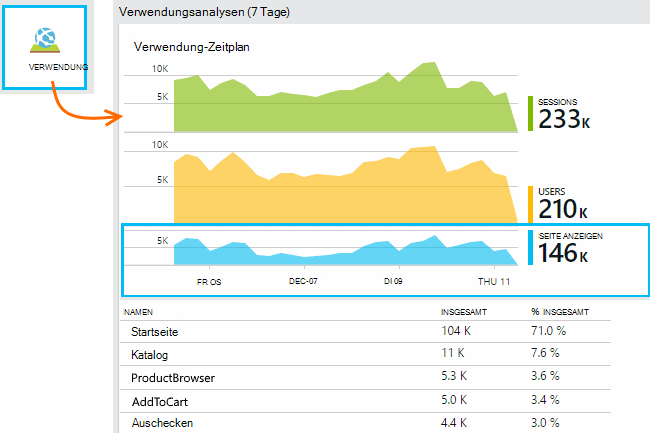 Verwendungsanalysen (7 Tage)
VERWENDUNG
Verwendung-Zeitplan
10K
5K
SESSIONS
233K
10K
5K
USERS
210K
5K
SEITE ANZEIGEN
146K
FR OS DEC-07 DI 09 THU 11
NAMEN INSGESAMT % INSGESAMT
Startseite 104 K 71.0 %
Katalog 11 K 7.6 %
ProductBrowser 5.3 K 3.6 %
AddToCart 5.0 K 3.4 %
Auschecken 4.4 K 3.0 %